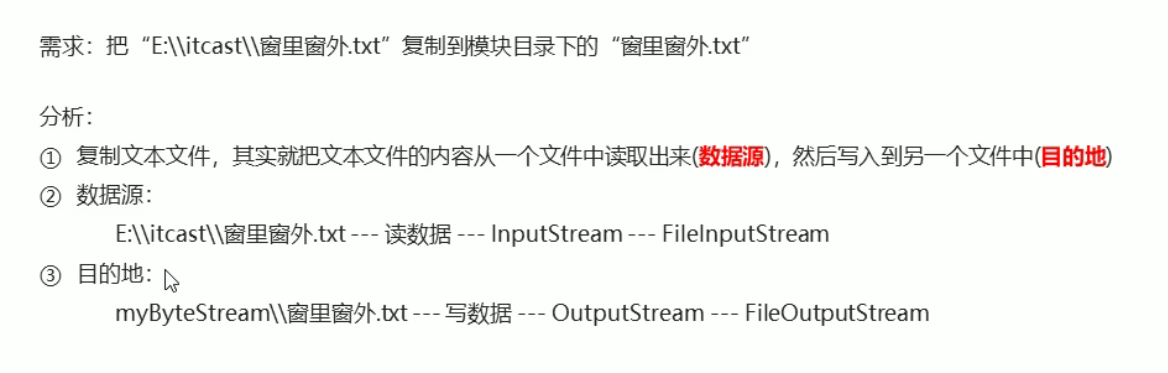 需求：把“E:\\itcast\\窗里窗外.txt”复制到模块目录下的“窗里窗外.txt”
分析：
① 复制文本文件，其实就把文本文件的内容从一个文件中读取出来(数据源)，然后写入到另一个文件中(目的地)
② 数据源：
E:\\itcast\\窗里窗外.txt --- 读数据 --- InputStream --- FileInputStream
③ 目的地：
myByteStream\\窗里窗外.txt --- 写数据 --- OutputStream --- FileOutputStream